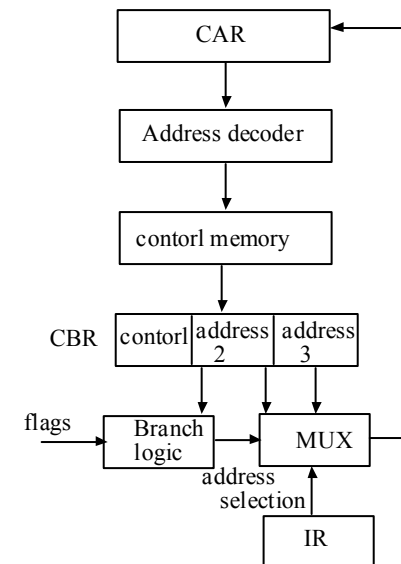 CAR
Address decoder
contorl memory
CBR
contorl
address
2
address
3
flags
Branch
logic
MUX
address
selection
IR